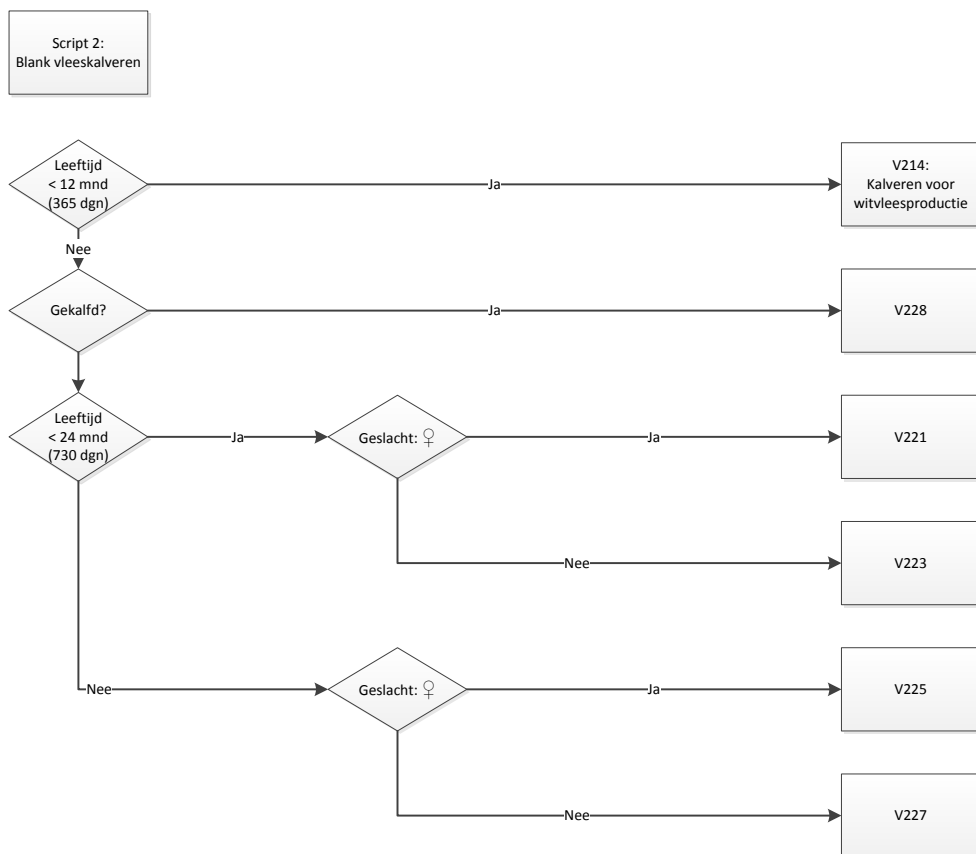 Script 2:
Blank vleeskalveren
Leeftijd
< 12 mnd
(365 dgn)
Ja
V214:
Kalveren voor
witvleesproductie
Nee
Gekalfd?
Ja
V228
Leeftijd
< 24 mnd
(730 dgn)
Ja
Geslacht: ♀
Ja
V221
Nee
V223
Nee
Geslacht: ♀
Ja
V225
Nee
V227